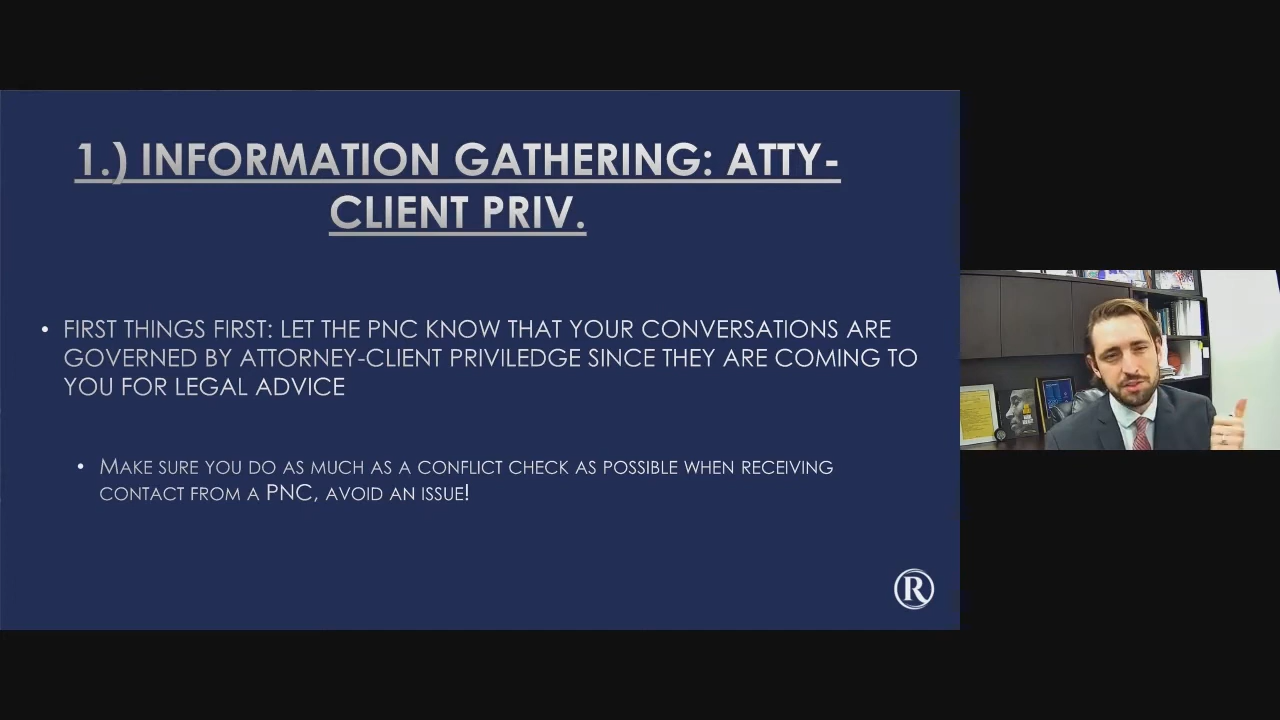 1.) INFORMATION GATHERING: ATTY-
CLIENT PRIV.
• FIRST THINGS FIRST: LET THE PNC KNOW THAT YOUR CONVERSATIONS ARE
GOVERNED BY ATTORNEY-CLIENT PRIVILEDGE SINCE THEY ARE COMING TO
YOU FOR LEGAL ADVICE
• MAKE SURE YOU DO AS MUCH AS A CONFLICT CHECK AS POSSIBLE WHEN RECEIVING
CONTACT FROM A PNC, AVOID AN ISSUE!
R